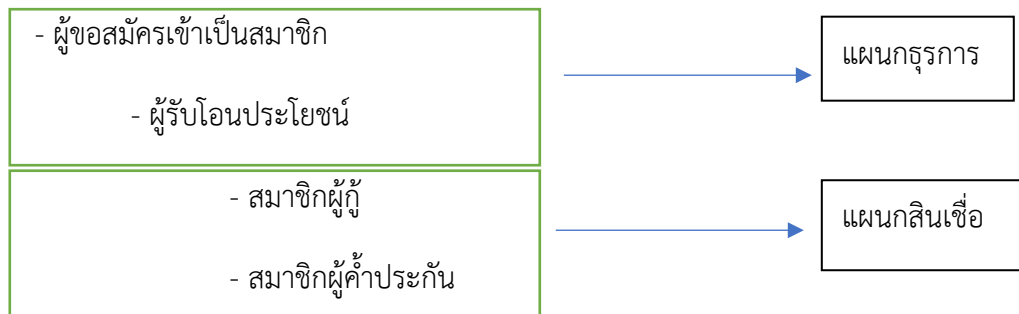 - ผู้ขอสมัครเข้าเป็นสมาชิก
แผนกธุรการ
- ผู้รับโอนประโยชน์
- สมาชิกผู้กู้
แผนกสินเชื่อ
- สมาชิกผู้ค้ำประกัน